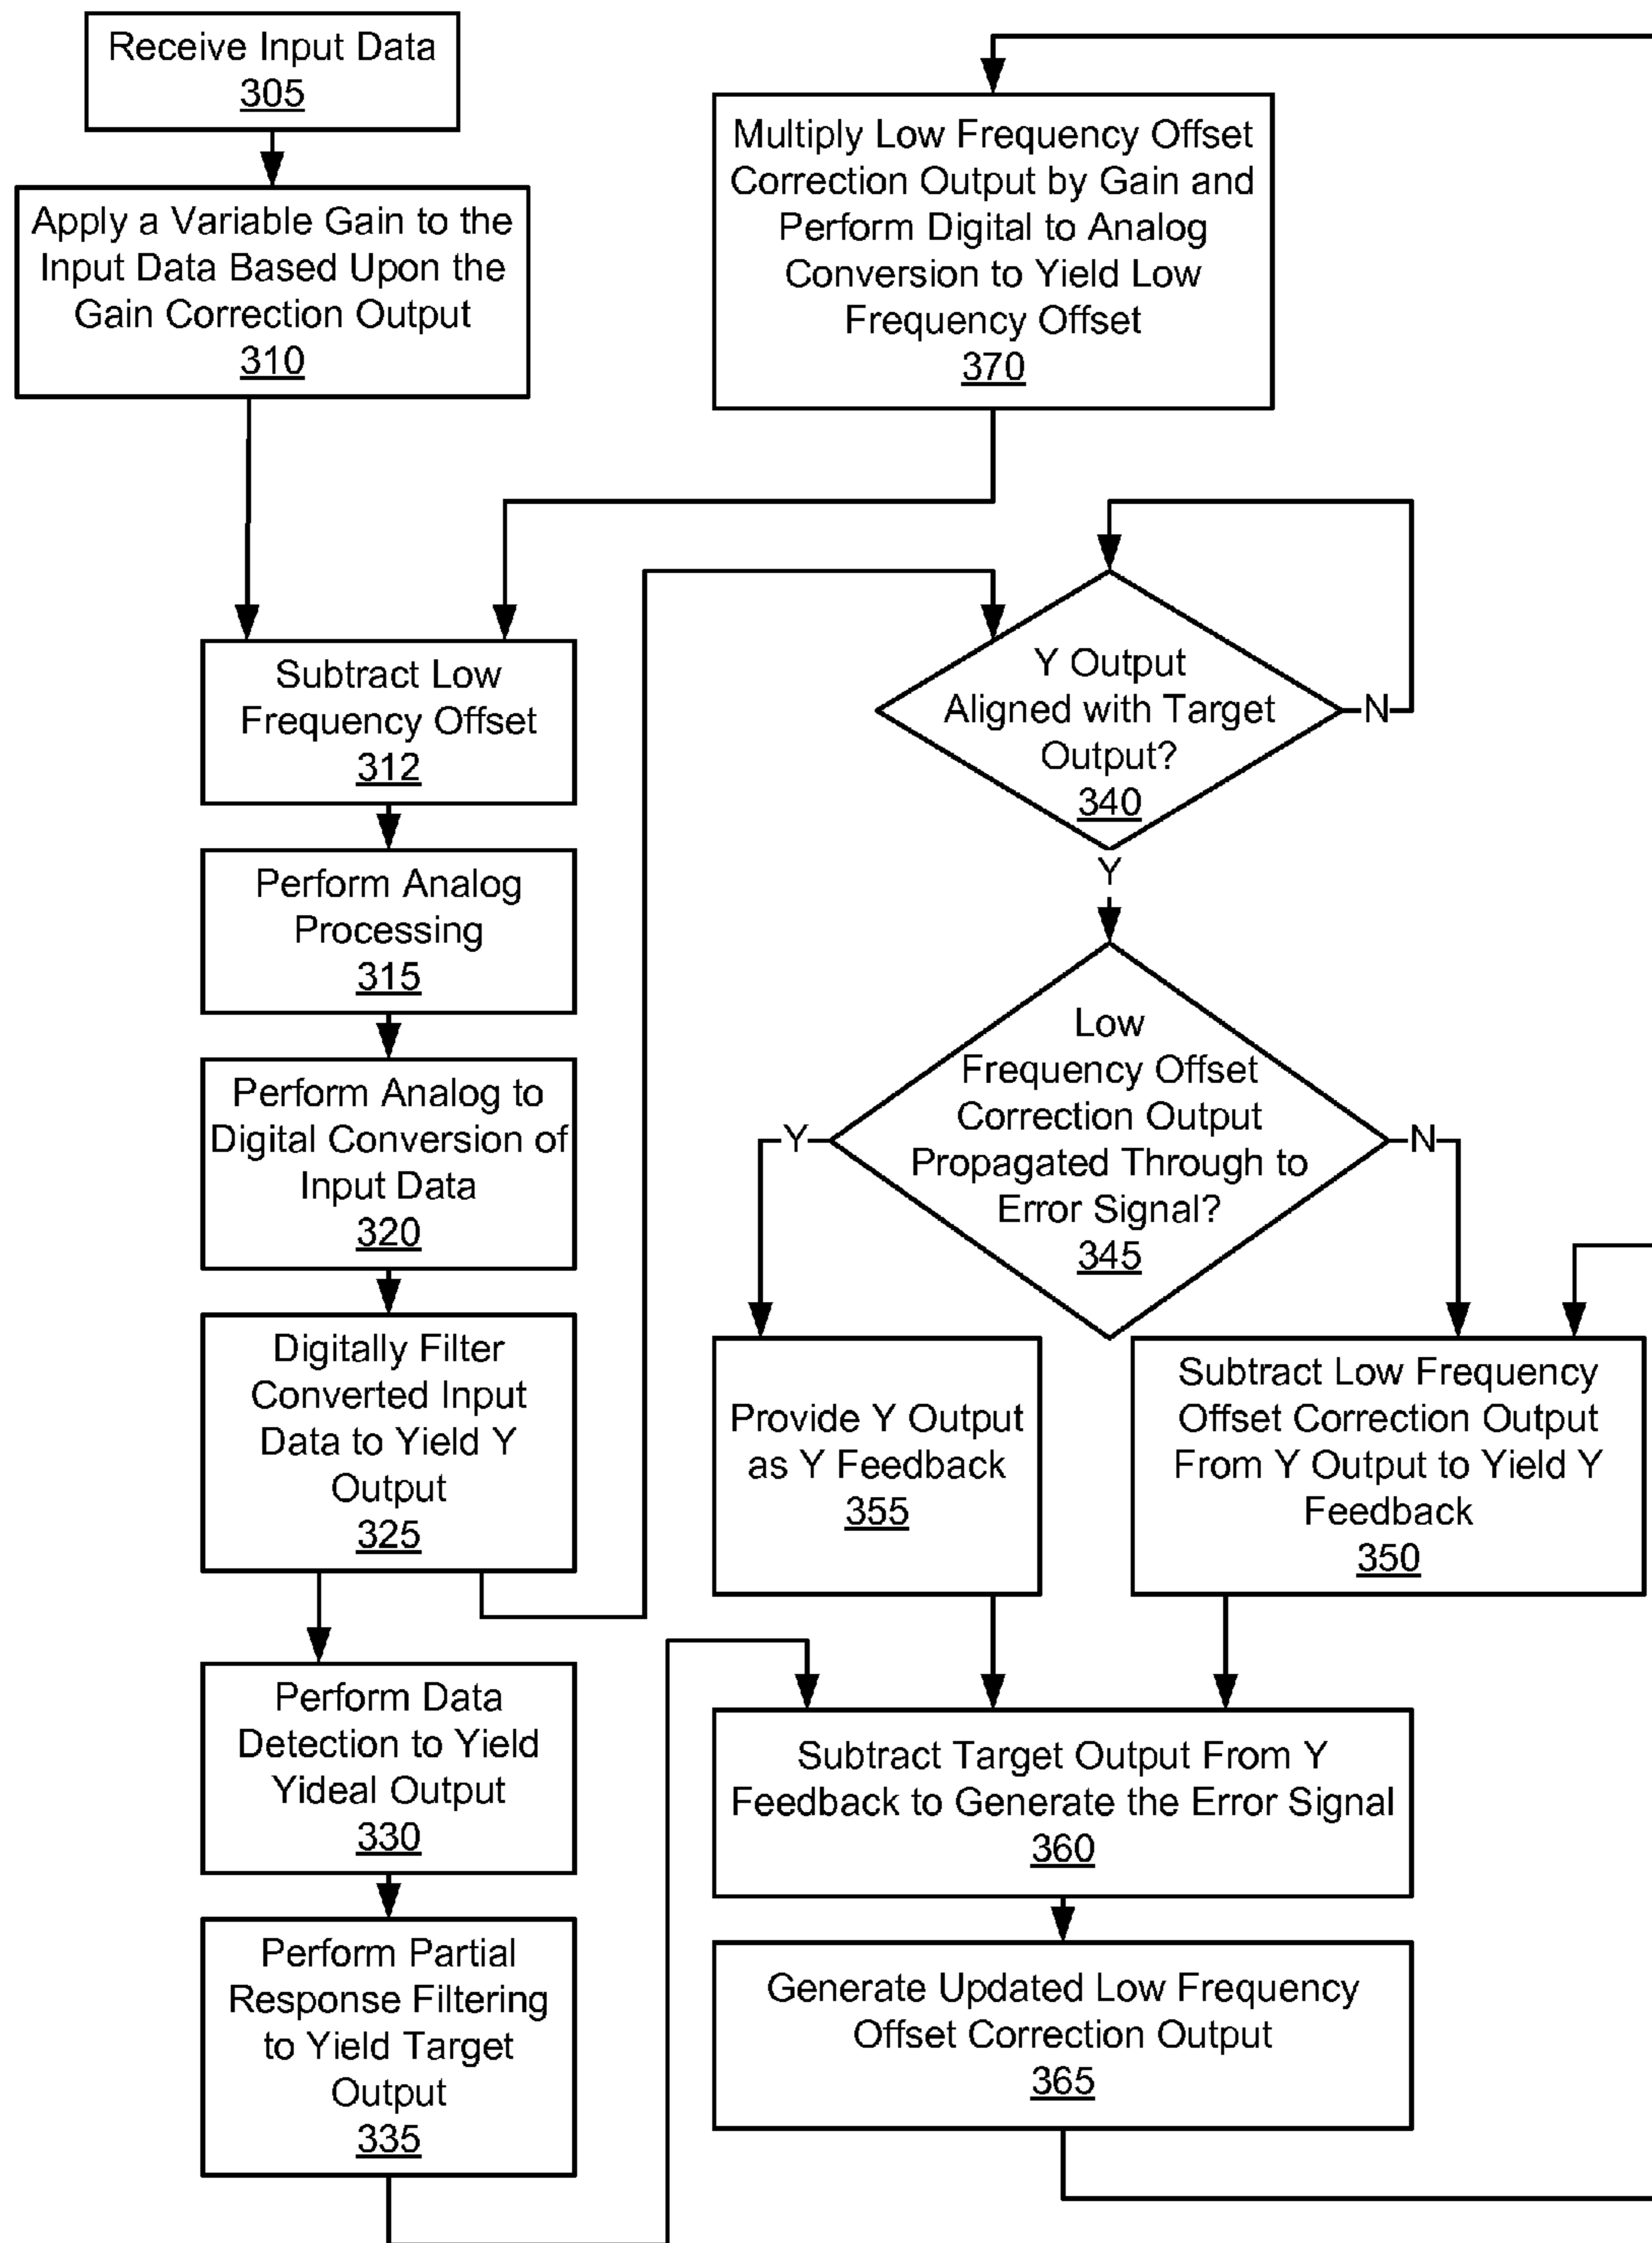 Receive Input Data
305
Apply a Variable Gain to the
Input Data Based Upon the
Gain Correction Output
310
Subtract Low
Frequency Offset
312
Perform Analog
Processing
315
Perform Analog to
Digital Conversion of
Input Data
320
Digitally Filter
Converted Input
Data to Yield Y
Output
325
Perform Data
Detection to Yield
Yideal Output
330
Perform Partial
Response Filtering
to Yield Target
Output
335
Multiply Low Frequency Offset
Correction Output by Gain and
Perform Digital to Analog
Conversion to Yield Low
Frequency Offset
370
Y Output
Aligned with Target
Output?
340
N
Y
Low
Frequency Offset
Correction Output
Propagated Through to
Error Signal?
345
Y
N
Provide Y Output
as Y Feedback
355
Subtract Low Frequency
Offset Correction Output
From Y Output to Yield Y
Feedback
350
Subtract Target Output From Y
Feedback to Generate the Error Signal
360
Generate Updated Low Frequency
Offset Correction Output
365